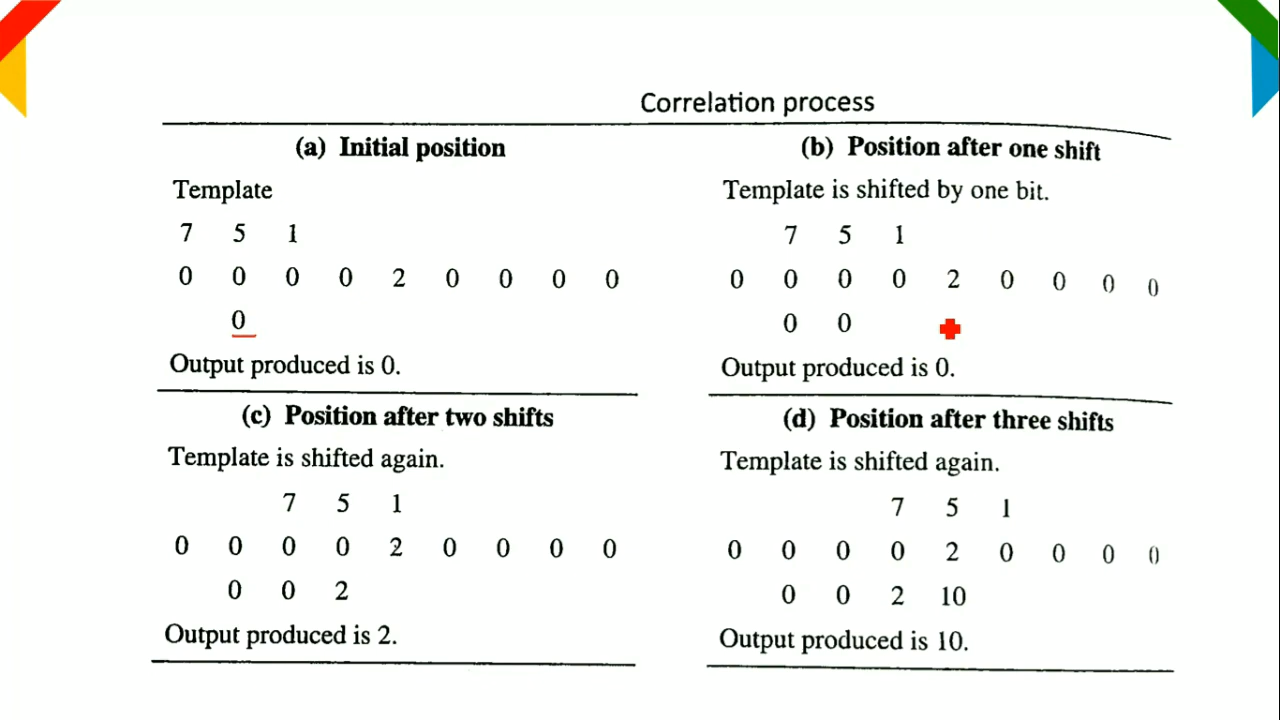 Correlation process
(a) Initial position
Template
7 5 1
0 0 0 0 2 0 0 0 0
0
Output produced is 0.
(b) Position after one shift
Template is shifted by one bit.
7 5 1
0 0 0 0 2 0 0 0 0
0 0
Output produced is 0.
(c) Position after two shifts
Template is shifted again.
7 5 1
0 0 0 0 2 0 0 0 0
0 0 2
Output produced is 2.
(d) Position after three shifts
Template is shifted again.
7 5 1
0 0 0 0 2 0 0 0 0
0 0 2 10
Output produced is 10.